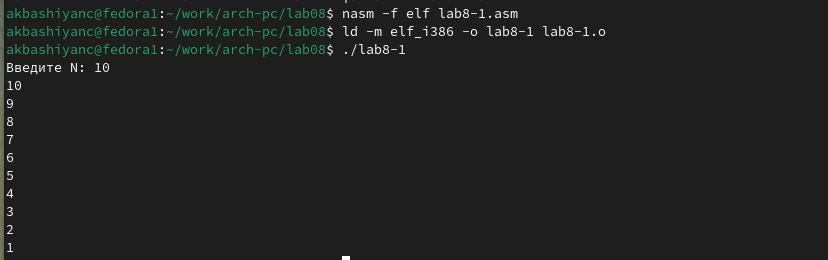 akbashiyanc@fedora1:~/work/arch-pc/lab08$ nasm -f elf lab8-1.asm
akbashiyanc@fedora1:~/work/arch-pc/lab08$ ld -m elf_i386 -o lab8-1 lab8-1.o
akbashiyanc@fedora1:~/work/arch-pc/lab08$ ./lab8-1
Введите N: 10
10
9
8
7
6
5
4
3
2
1